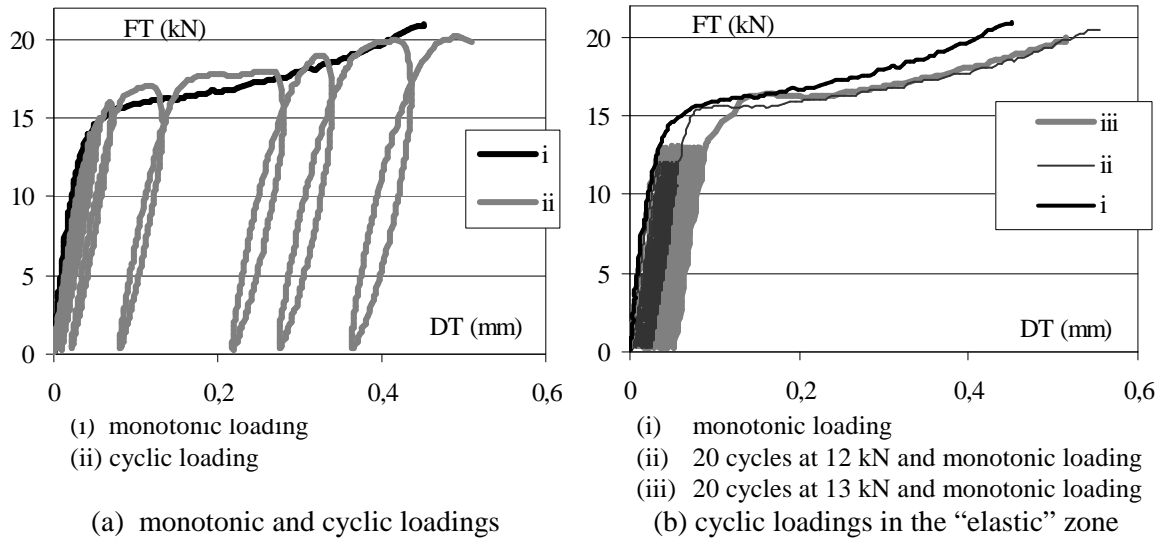 FT (kN)
20
15
10
5
0
i
ii
DT (mm)
0
0,2
0,4
0,6
(i) monotonic loading
(ii) cyclic loading
(a) monotonic and cyclic loadings
FT (kN)
20
15
10
5
0
iii
ii
i
DT (mm)
0
0,2
0,4
0,6
(i) monotonic loading
(ii) 20 cycles at 12 kN and monotonic loading
(iii) 20 cycles at 13 kN and monotonic loading
(b) cyclic loadings in the “elastic” zone